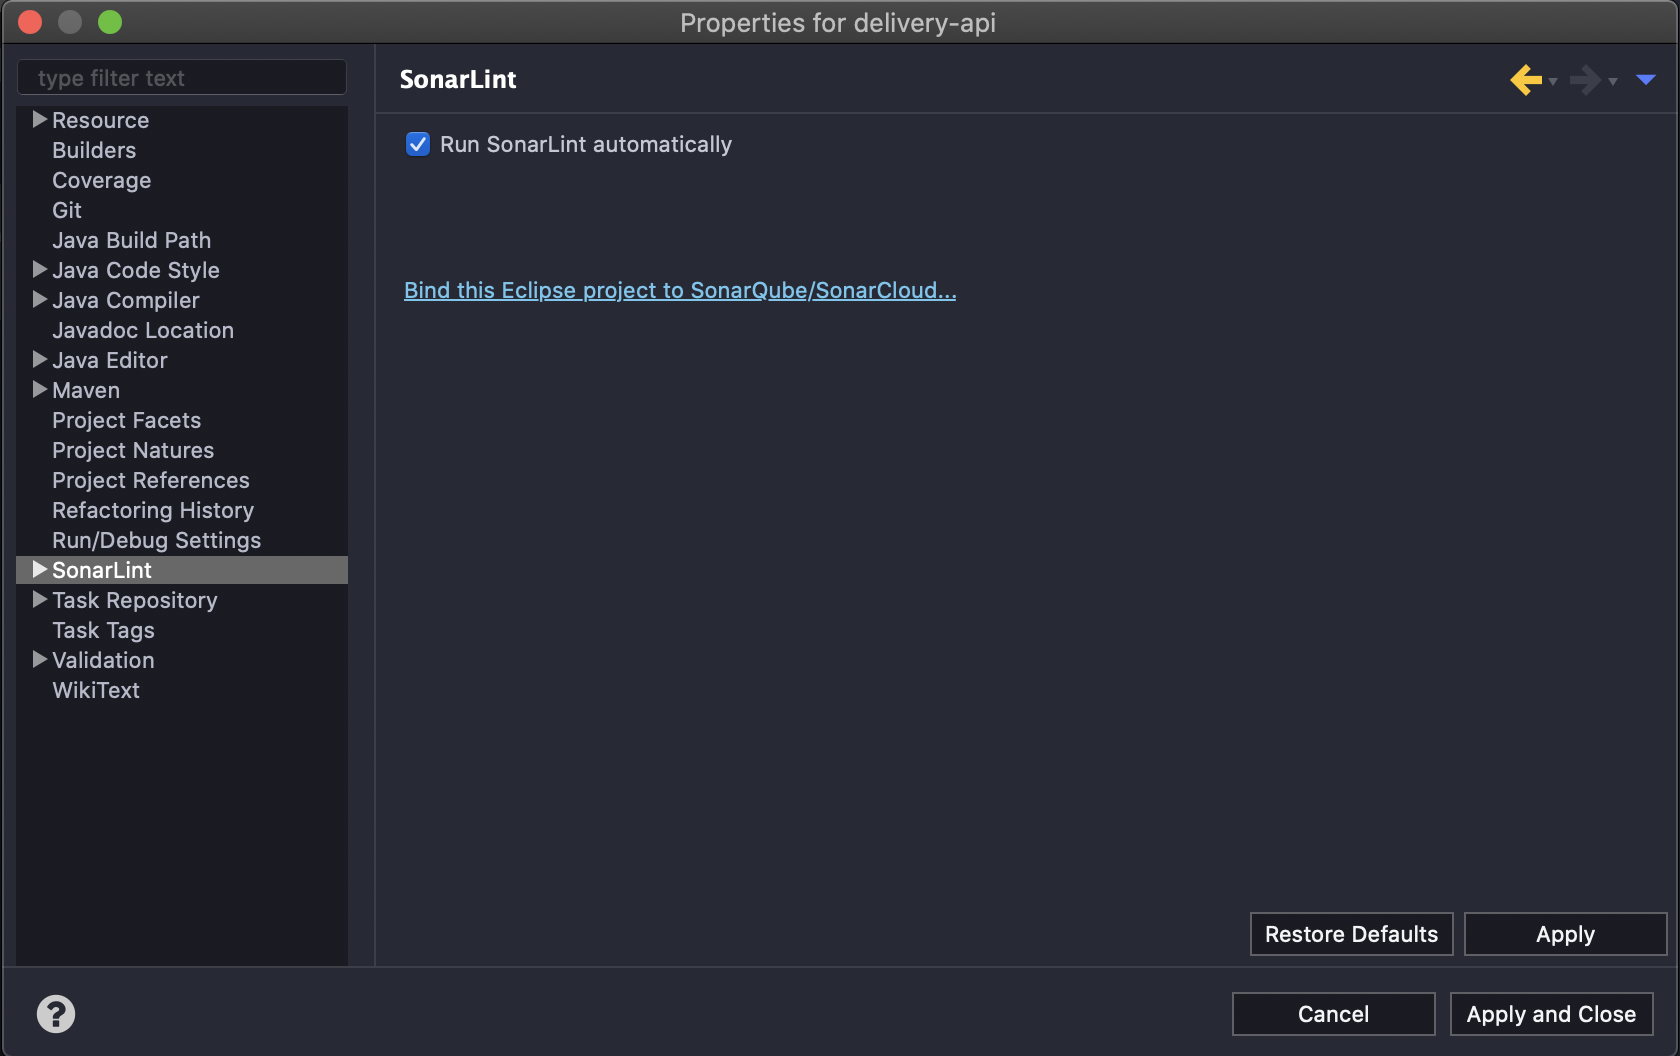 Properties for delivery-api
type filter text
Resource
Builders
Coverage
Git
Java Build Path
Java Code Style
Java Compiler
Javadoc Location
Java Editor
Maven
Project Facets
Project Natures
Project References
Refactoring History
Run/Debug Settings
SonarLint
Task Repository
Task Tags
Validation
WikiText
SonarLint
Run SonarLint automatically
Bind this Eclipse project to SonarQube/SonarCloud...
Restore Defaults
Apply
?
Cancel
Apply and Close